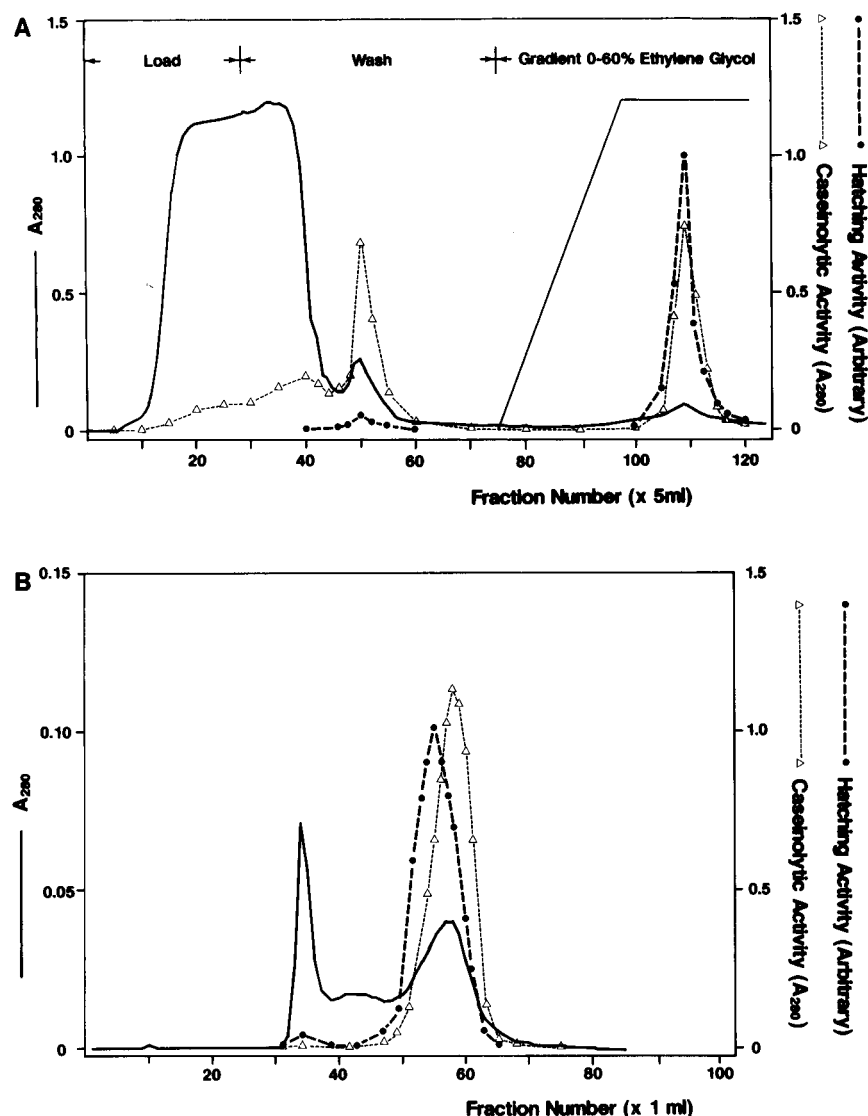 A
1.5
1.0
0.5
0
A280
Load
Wash
Gradient 0-60% Ethylene Glycol
1.5
1.0
0.5
0
Caseinolytic Activity (A280)
Hatching Avtivity (Arbitrary)
20
40
60
80
100
120
Fraction Number (x 5ml)
B
0.15
0.10
0.05
0
A280
1.5
1.0
0.5
0
Caseinolytic Activity (A280)
Hatching Activity (Arbitrary)
20
40
60
80
100
Fraction Number (x 1 ml)